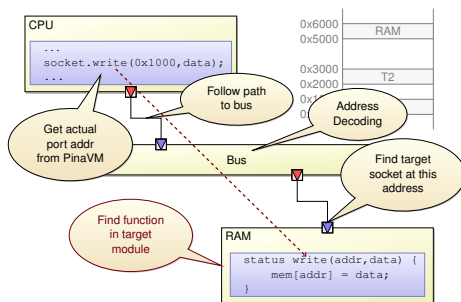 CPU
...
socket.write(0x1000,data);
...
0x6000
RAM
0x5000
0x3000
T2
0x2000
Follow path
to bus
Address
Decoding
Get actual
port addr
from PinaVM
Bus
Find target
socket at this
address
Find function
in target
module
RAM
status write(addr,data) {
mem[addr] = data;
}